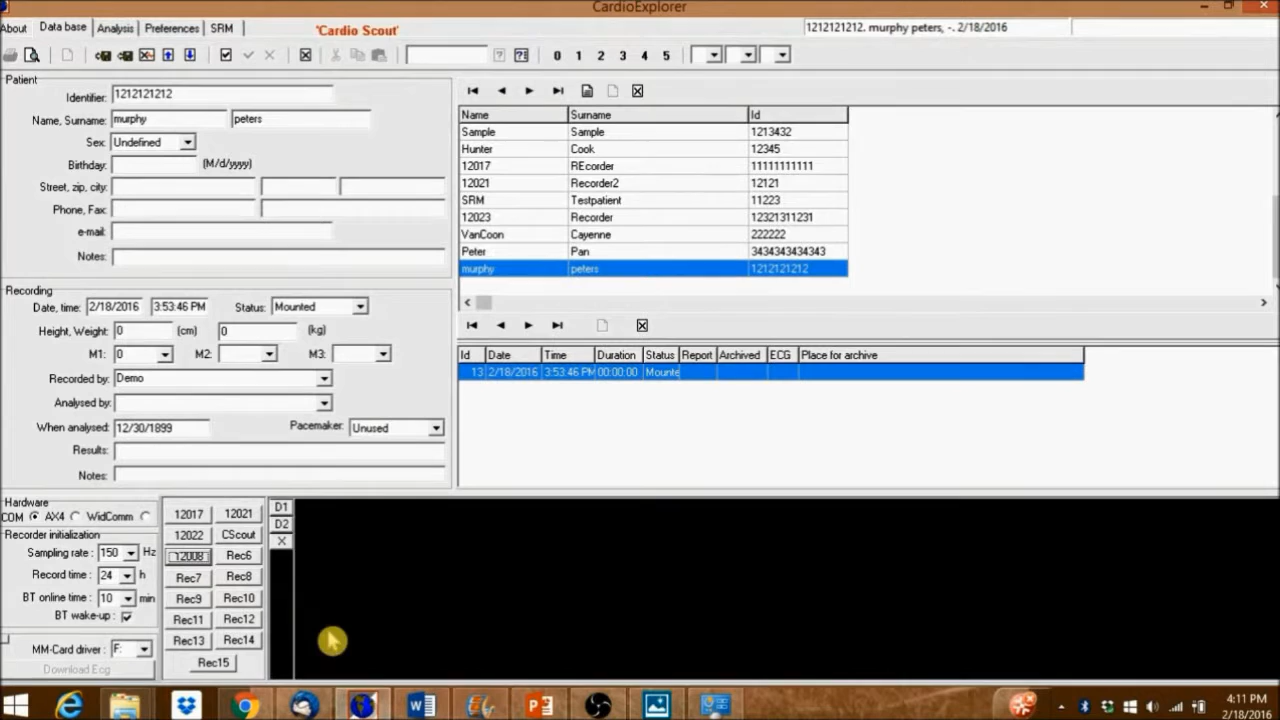 CardioExplorer
About Data base Analysis Preferences SRM 'Cardio Scout' 1212121212. murphy peters, -. 2/18/2016
0 1 2 3 4 5
Patient
Identifier: 1212121212
Name, Surname: murphy peters
Sex: Undefined
Birthday: (M/d/yyyy)
Street, zip, city:
Phone, Fax:
e-mail:
Notes:
Name Surname Id
Sample Sample 1213432
Hunter Cook 12345
12017 REcorder 11111111111
12021 Recorder2 12121
SRM Testpatient 11223
12023 Recorder 12321311231
VanCoon Cayenne 222222
Peter Pan 3434343434343
murphy peters 1212121212
Recording
Date, time: 2/18/2016 3:53:46 PM Status: Mounted
Height, Weight: 0 (cm) 0 (kg)
M1: 0 M2: M3:
Recorded by: Demo
Analysed by:
When analysed: 12/30/1899 Pacemaker: Unused
Results:
Notes:
Id Date Time Duration Status Report Archived ECG Place for archive
13 2/18/2016 3:53:46 PM 00:00:00 Mounte
Hardware
COM AX4 WidComm
Recorder initialization
Sampling rate: 150 Hz
Record time: 24 h
BT online time: 10 min
BT wake-up:
MM-Card driver: F:
Download Ecg
12017 12021
12022 CScout
12008 Rec6
Rec7 Rec8
Rec9 Rec10
Rec11 Rec12
Rec13 Rec14
Rec15
D1
D2
X
4:11 PM
2/18/2016